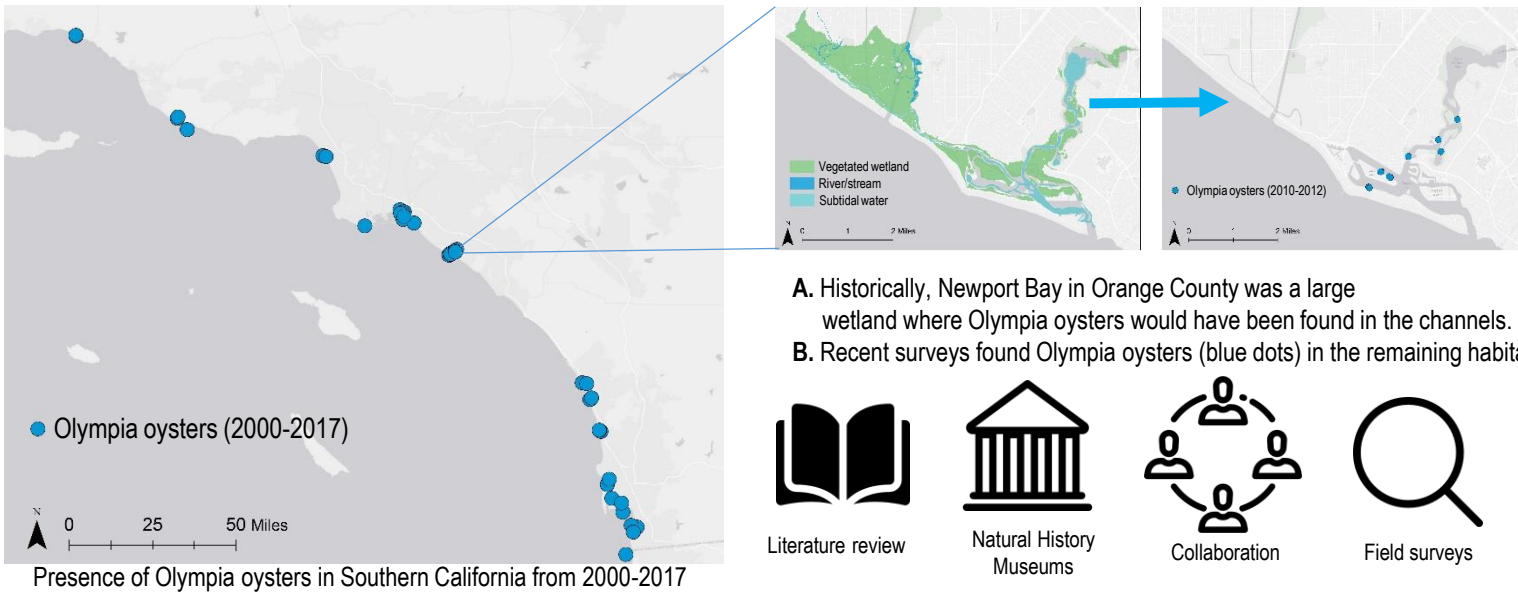 Olympia oysters (2000-2017)
N
0 25 50 Miles
Presence of Olympia oysters in Southern California from 2000-2017
Vegetated wetland
River/stream
Subtidal water
N
0 1 2 Miles
Olympia oysters (2010-2012)
N
0 1 2 Miles
A. Historically, Newport Bay in Orange County was a large
wetland where Olympia oysters would have been found in the channels.
B. Recent surveys found Olympia oysters (blue dots) in the remaining habita
Literature review
Natural History
Museums
Collaboration
Field surveys